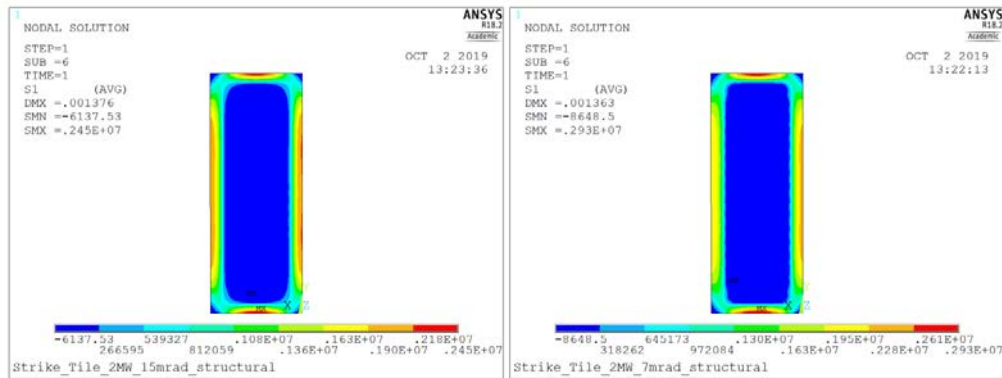 1
NODAL SOLUTION
STEP=1
SUB =6
TIME=1
S1 (AVG)
DMX =.001376
SMN =-6137.53
SMX =.245E+07
ANSYS
R18.2
Academic
OCT 2 2019
13:23:36
MX
X
Y
Z
-6137.53 539327 .108E+07 .163E+07 .218E+07
266595 812059 .136E+07 .190E+07 .245E+07
Strike_Tile_2MW_15mrad_structural
1
NODAL SOLUTION
STEP=1
SUB =6
TIME=1
S1 (AVG)
DMX =.001363
SMN =-8648.5
SMX =.293E+07
ANSYS
R18.2
Academic
OCT 2 2019
13:22:13
MX
X
Y
Z
-8648.5 645173 .130E+07 .195E+07 .261E+07
318262 972084 .163E+07 .228E+07 .293E+07
Strike_Tile_2MW_7mrad_structural